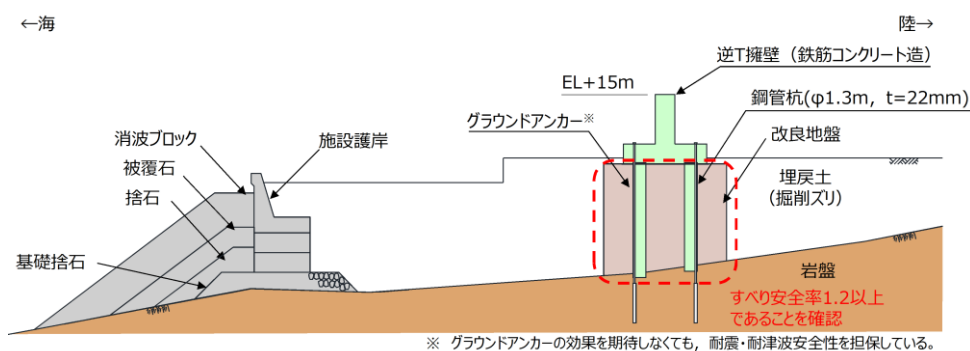 ←海
陸→
逆T擁壁（鉄筋コンクリート造）
EL+15m
鋼管杭(φ1.3m, t=22mm)
グラウンドアンカー※
改良地盤
消波ブロック
施設護岸
被覆石
埋戻土
(掘削ズリ)
捨石
基礎捨石
岩盤
すべり安全率1.2以上
であることを確認
※ グラウンドアンカーの効果を期待しなくても，耐震・耐津波安全性を担保している。